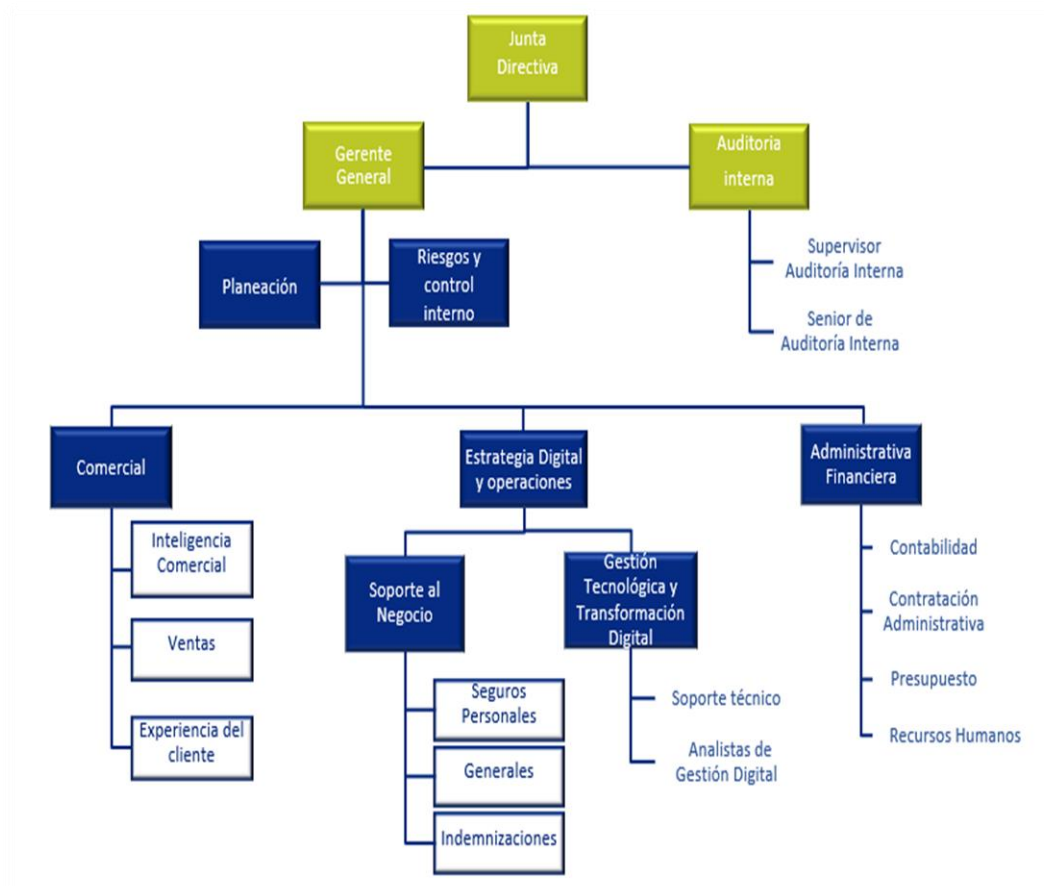 Junta
Directiva
Gerente
General
Auditoria
interna
Supervisor
Auditoría Interna
Senior de
Auditoría Interna
Planeación
Riesgos y
control
interno
Comercial
Inteligencia
Comercial
Ventas
Experiencia del
cliente
Estrategia Digital
y operaciones
Soporte al
Negocio
Seguros
Personales
Generales
Indemnizaciones
Gestión
Tecnológica y
Transformación
Digital
Soporte técnico
Analistas de
Gestión Digital
Administrativa
Financiera
Contabilidad
Contratación
Administrativa
Presupuesto
Recursos Humanos